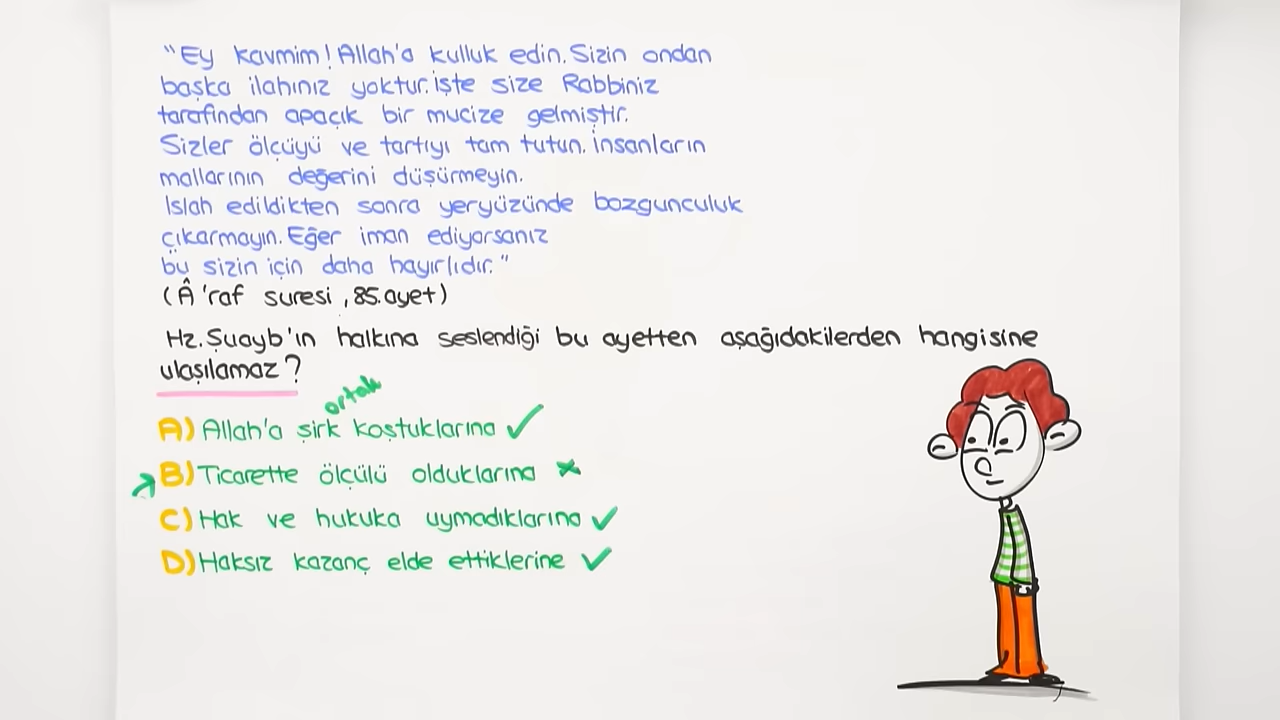 "Ey kavmim! Allah'a kulluk edin. Sizin ondan
başka ilahınız yoktur. işte size Rabbiniz
tarafından apaçık bir mucize gelmiştir.
Sizler ölçüyü ve tartıyı tam tutun. insanların
mallarının değerini düşürmeyin.
Islah edildikten sonra yeryüzünde bozgunculuk
çıkarmayın. Eğer iman ediyorsanız
bu sizin için daha hayırlıdır."
(Â'raf suresi, 85. ayet)
Hz. Şuayb'ın halkına seslendiği bu ayetten aşağıdakilerden hangisine
ulaşılamaz?
ortak
A) Allah'a şirk koştuklarına ✓
B) Ticarette ölçülü olduklarına ×
C) Hak ve hukuka uymadıklarına ✓
D) Haksız kazanç elde ettiklerine ✓